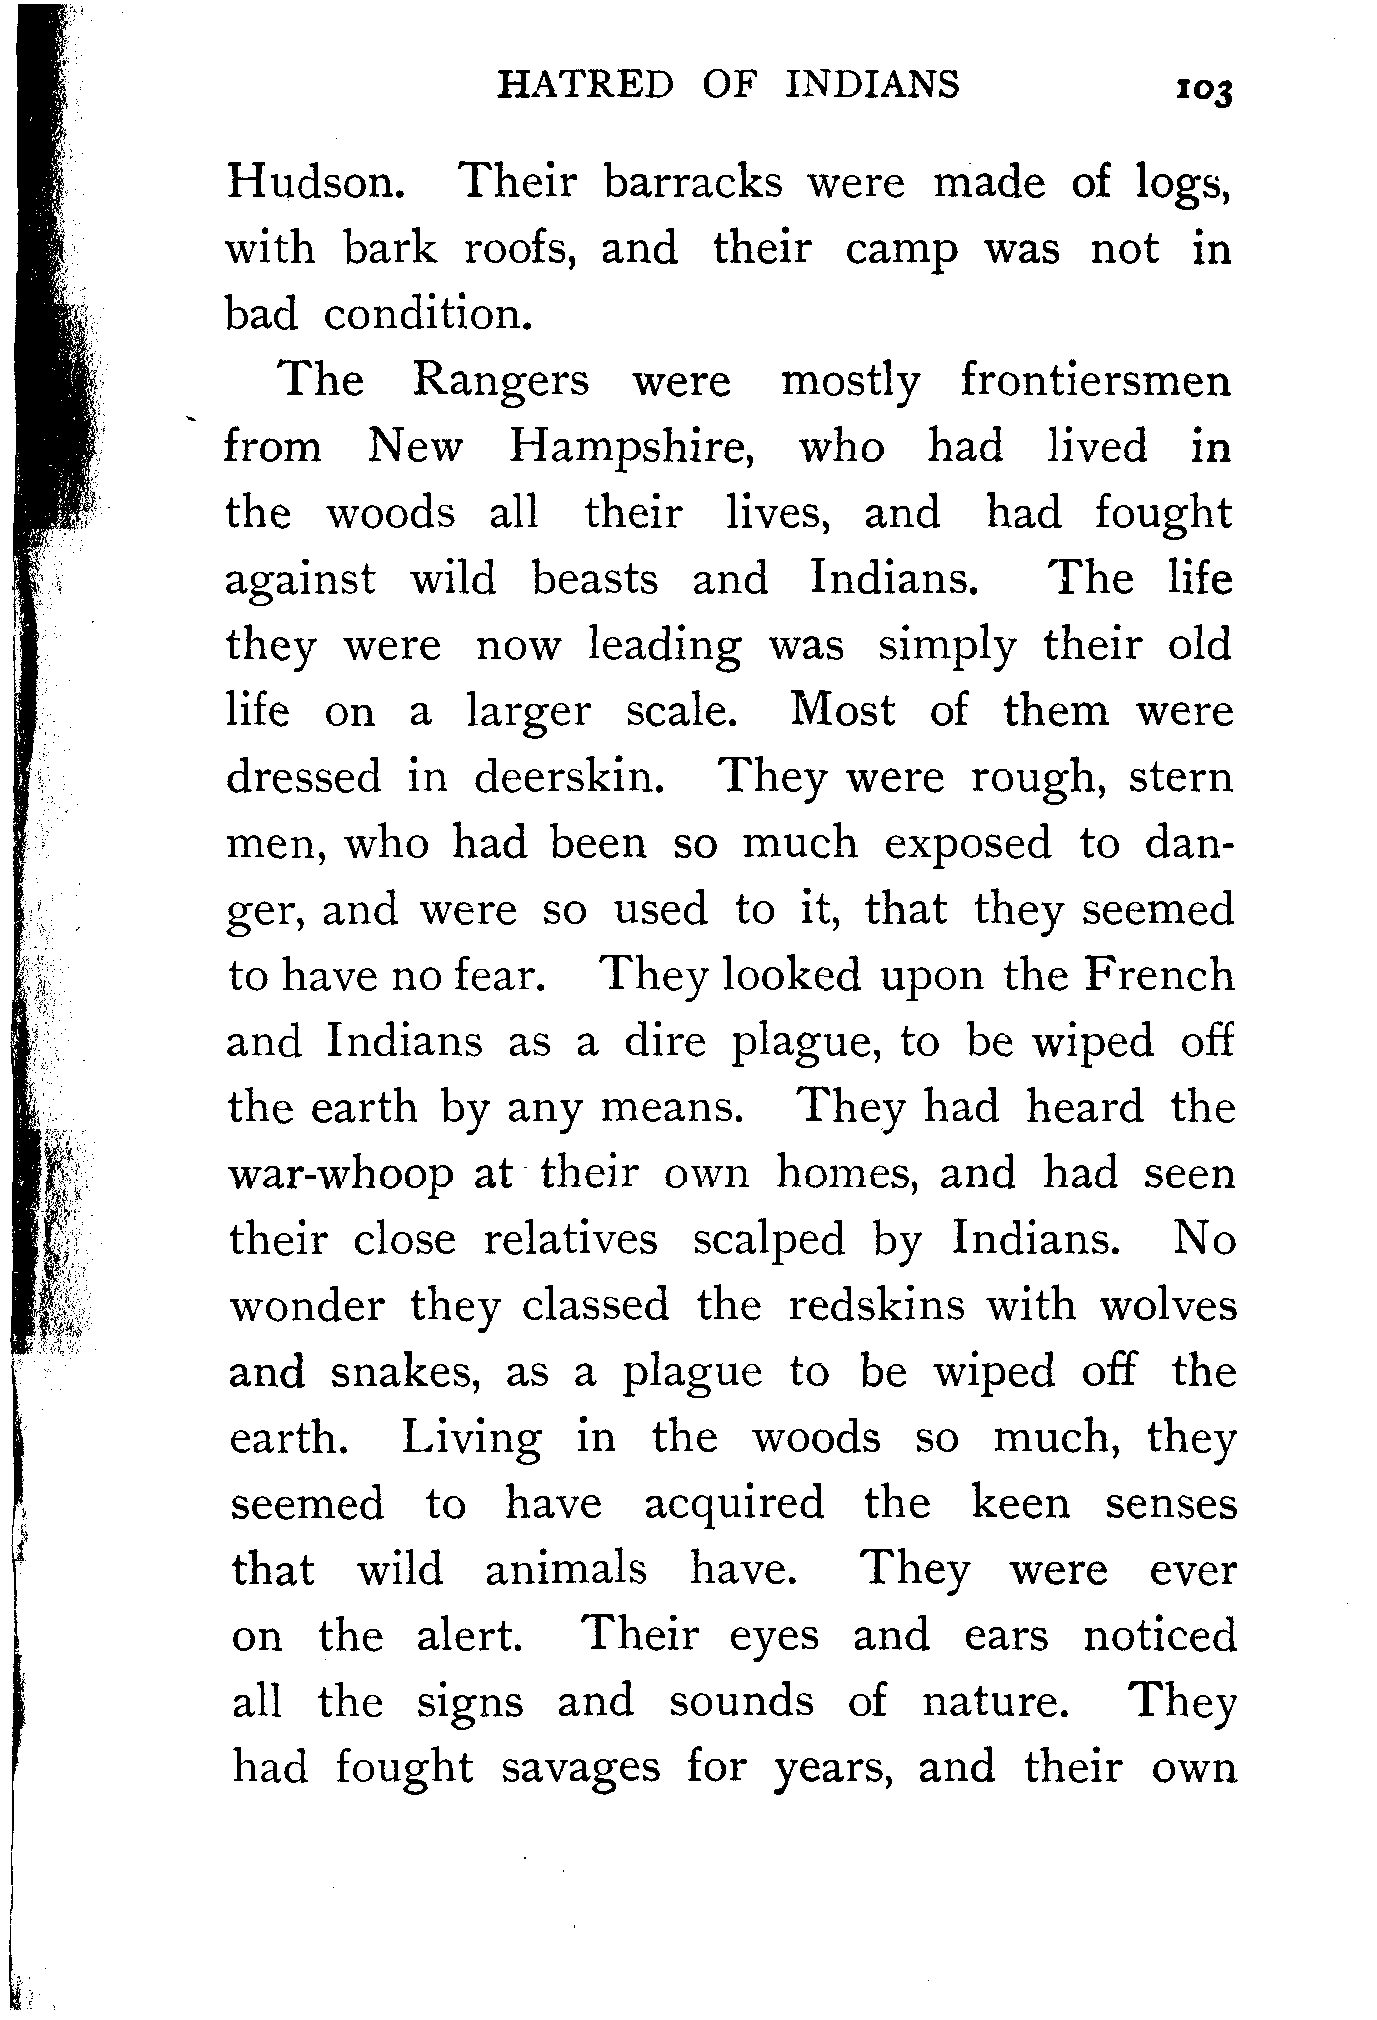 HATRED OF INDIANS 103
Hudson. Their barracks were made of logs,
with bark roofs, and their camp was not in
bad condition.
The Rangers were mostly frontiersmen
from New Hampshire, who had lived in
the woods all their lives, and had fought
against wild beasts and Indians. The life
they were now leading was simply their old
life on a larger scale. Most of them were
dressed in deerskin. They were rough, stern
men, who had been so much exposed to dan-
ger, and were so used to it, that they seemed
to have no fear. They looked upon the French
and Indians as a dire plague, to be wiped off
the earth by any means. They had heard the
war-whoop at their own homes, and had seen
their close relatives scalped by Indians. No
wonder they classed the redskins with wolves
and snakes, as a plague to be wiped off the
earth. Living in the woods so much, they
seemed to have acquired the keen senses
that wild animals have. They were ever
on the alert. Their eyes and ears noticed
all the signs and sounds of nature. They
had fought savages for years, and their own